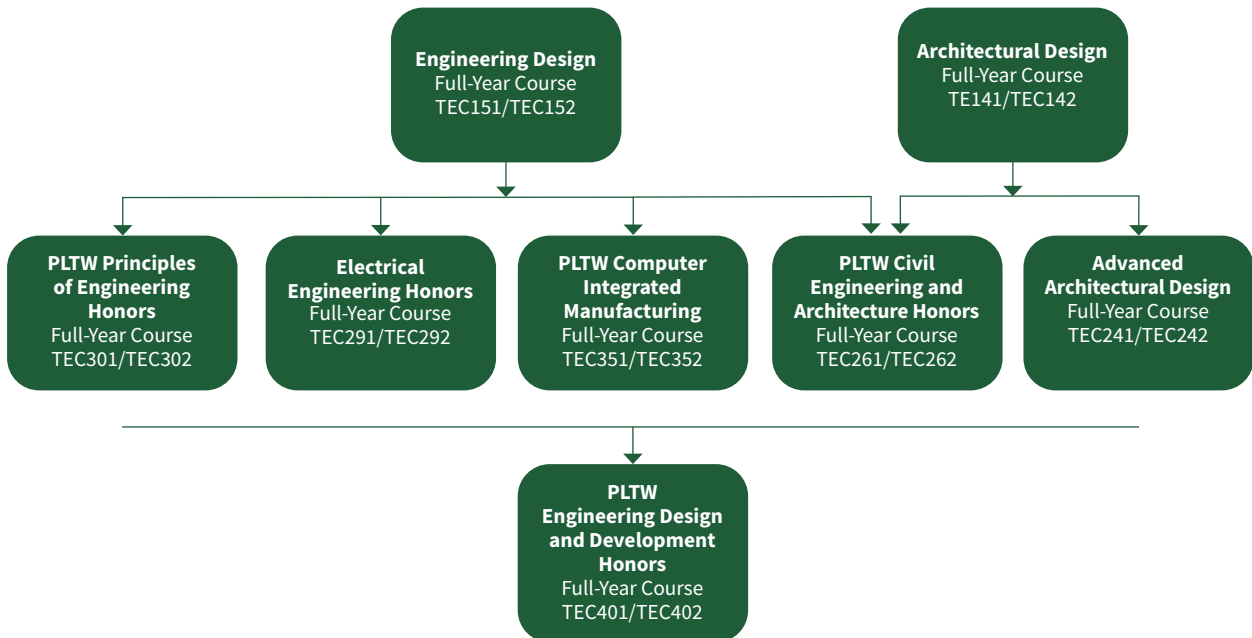 Engineering Design
Full-Year Course
TEC151/TEC152
Architectural Design
Full-Year Course
TE141/TEC142
PLTW Principles
of Engineering
Honors
Full-Year Course
TEC301/TEC302
Electrical
Engineering Honors
Full-Year Course
TEC291/TEC292
PLTW Computer
Integrated
Manufacturing
Full-Year Course
TEC351/TEC352
PLTW Civil
Engineering and
Architecture Honors
Full-Year Course
TEC261/TEC262
Advanced
Architectural Design
Full-Year Course
TEC241/TEC242
PLTW
Engineering Design
and Development
Honors
Full-Year Course
TEC401/TEC402